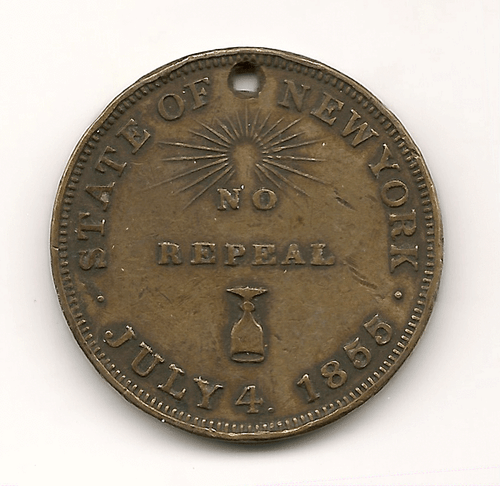 STATE OF NEW YORK
NO
REPEAL
JULY 4. 1855